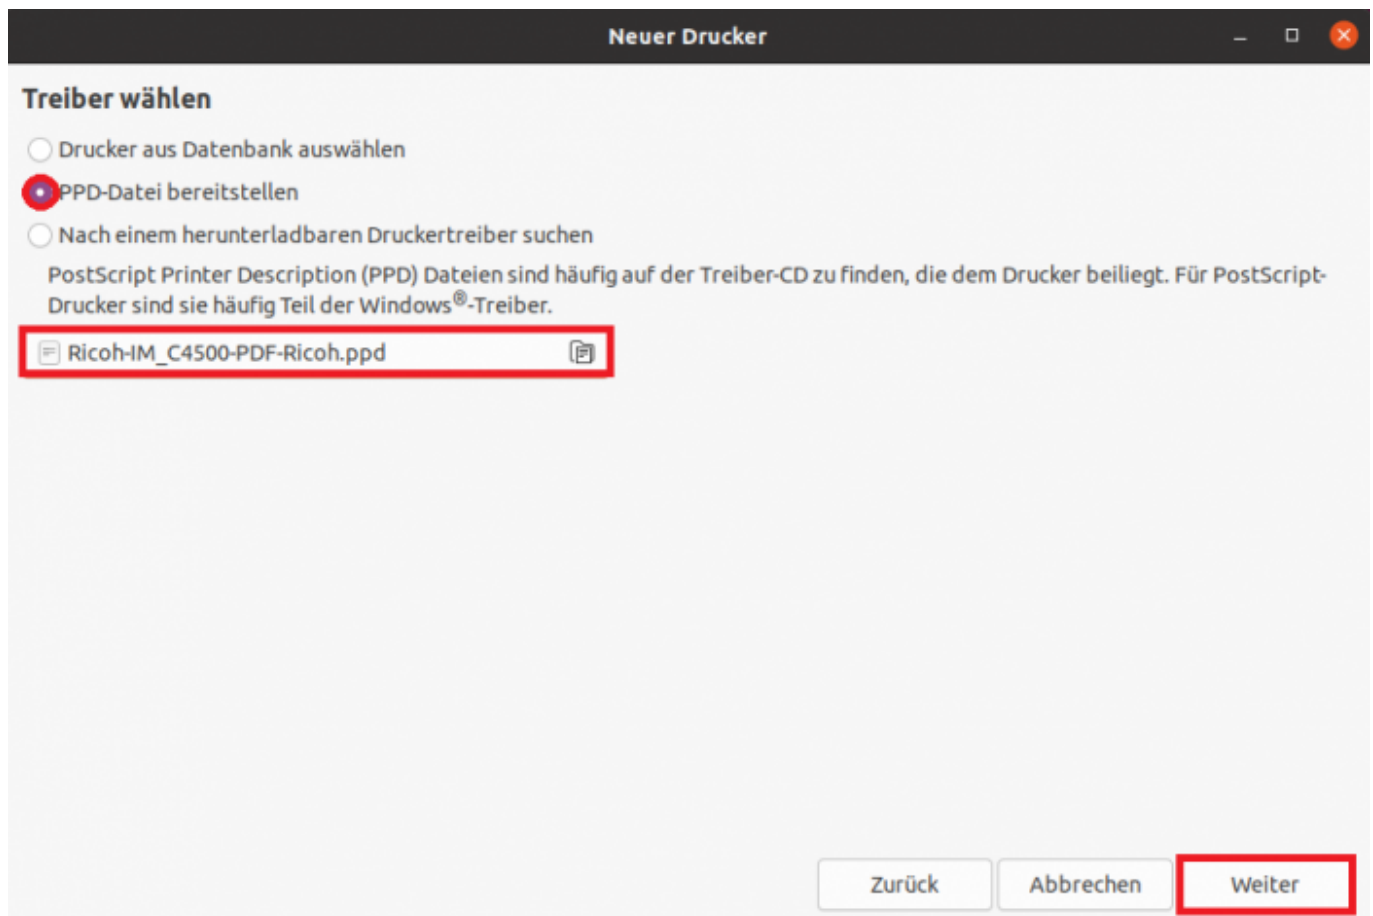 Neuer Drucker
Treiber wählen
Drucker aus Datenbank auswählen
PPD-Datei bereitstellen
Nach einem herunterladbaren Druckertreiber suchen
PostScript Printer Description (PPD) Dateien sind häufig auf der Treiber-CD zu finden, die dem Drucker beiliegt. Für PostScript-
Drucker sind sie häufig Teil der Windows®-Treiber.
Ricoh-IM_C4500-PDF-Ricoh.ppd
Zurück Abbrechen Weiter